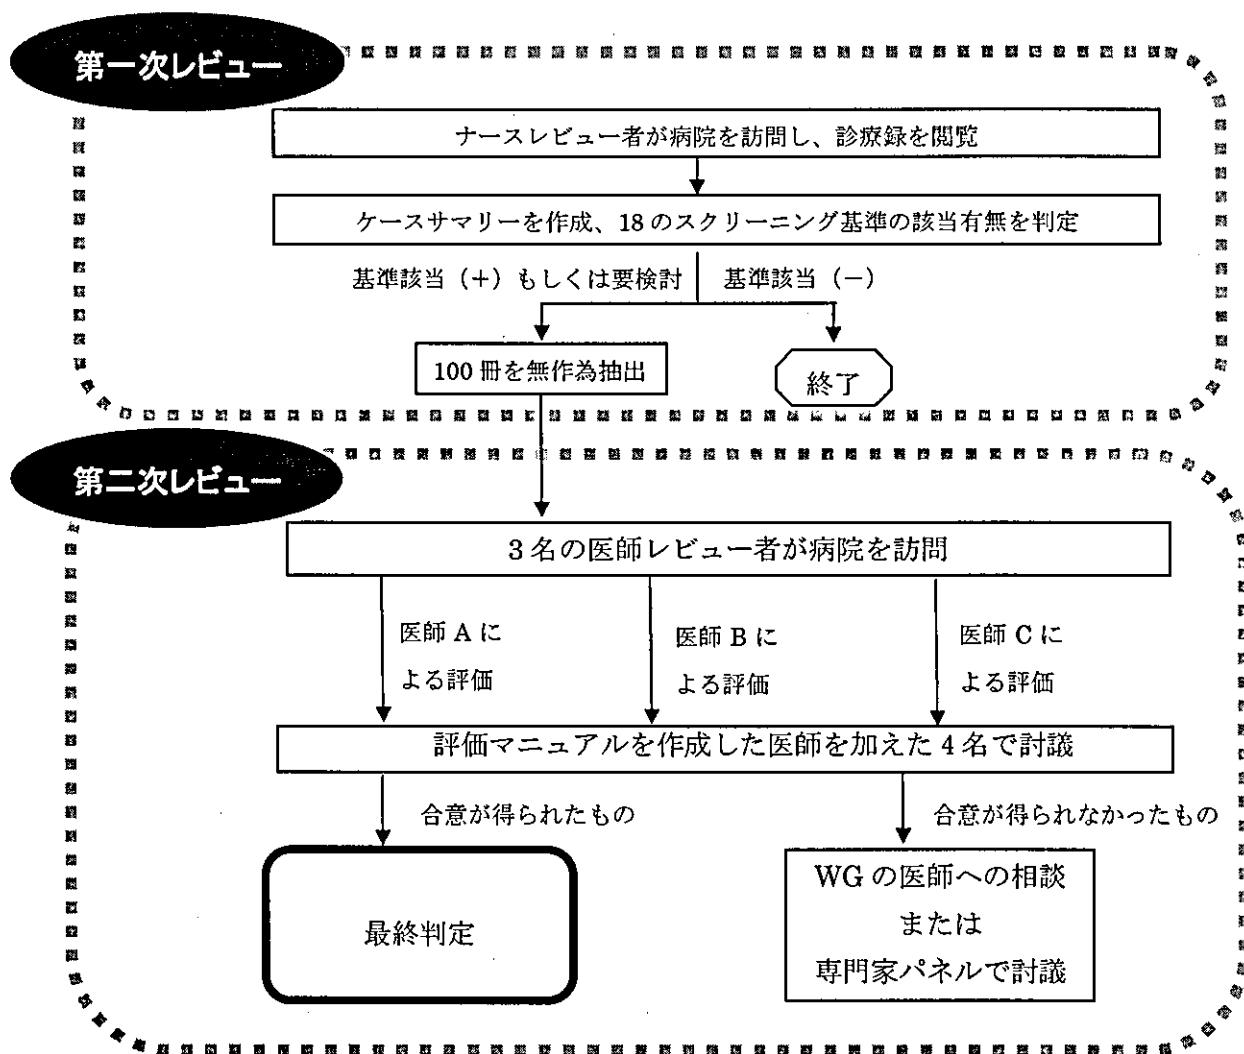 第一次レビュー
ナースレビュー者が病院を訪問し、診療録を閲覧
ケースサマリーを作成、18のスクリーニング基準の該当有無を判定
基準該当（+）もしくは要検討
基準該当（−）
100冊を無作為抽出
終了
第二次レビュー
3名の医師レビュー者が病院を訪問
医師Aに
よる評価
医師Bに
よる評価
医師Cに
よる評価
評価マニュアルを作成した医師を加えた4名で討議
合意が得られたもの
合意が得られなかったもの
最終判定
WGの医師への相談
または
専門家パネルで討議